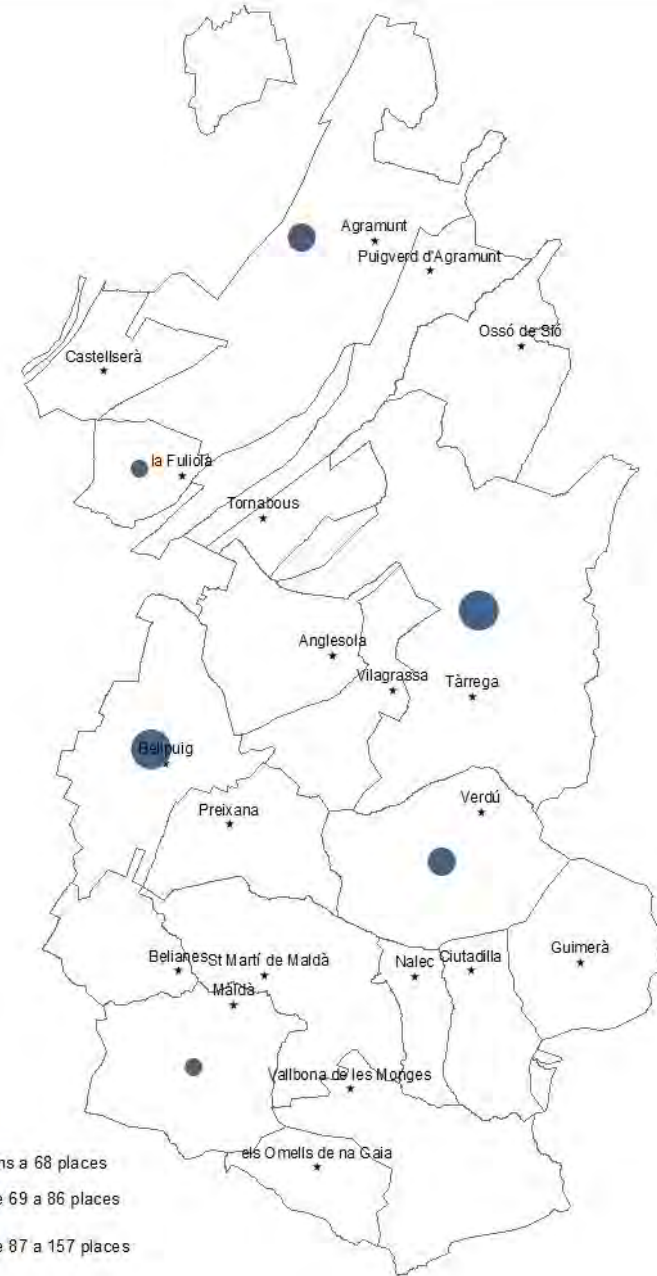 Agramunt
Puigverd d'Agramunt
Ossó de Sió
Castellserà
la Fuliola
Tornabous
Anglesola
Vilagrassa
Tàrrega
Bellpuig
Verdú
Preixana
Belianes
St Martí de Maldà
Nalec
Ciutadilla
Guimerà
Maldà
Vallbona de les Monges
els Omells de na Gaia
a 68 places
69 a 86 places
87 a 157 places